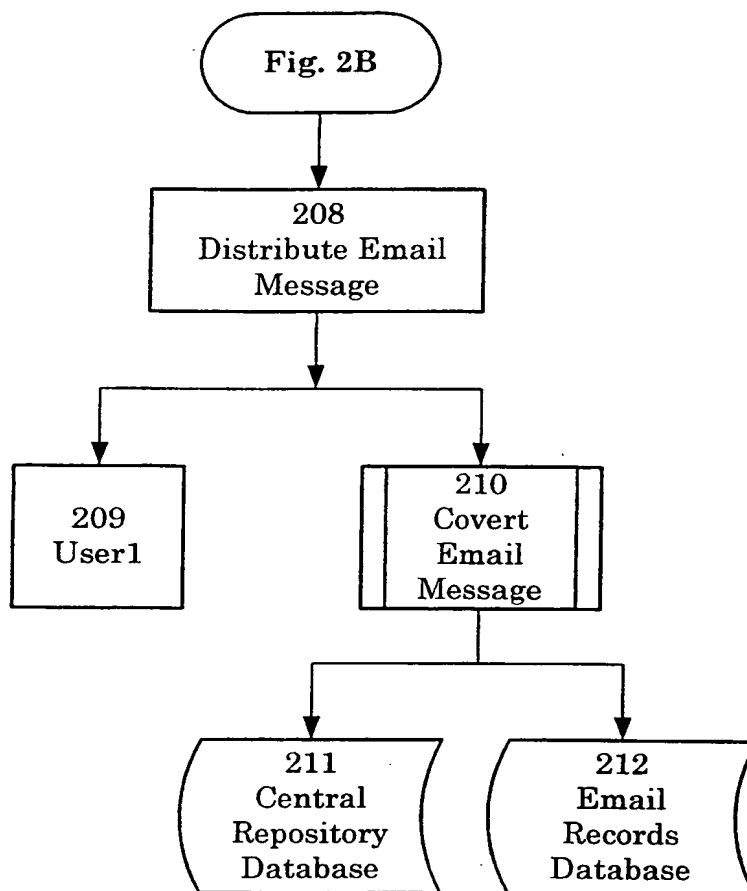 Fig. 2B
208
Distribute Email
Message
209
User1
210
Covert
Email
Message
211
Central
Repository
Database
212
Email
Records
Database